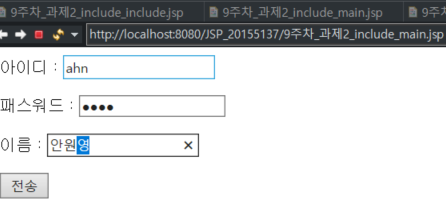 9주차_과제2_include_include.jsp 9주차_과제2_include_main.jsp 9주차
http://localhost:8080/JSP_20155137/9주차_과제2_include_main.jsp
아이디 : ahn
패스워드 : ●●●●
이름 : 안원영 ✕
전송